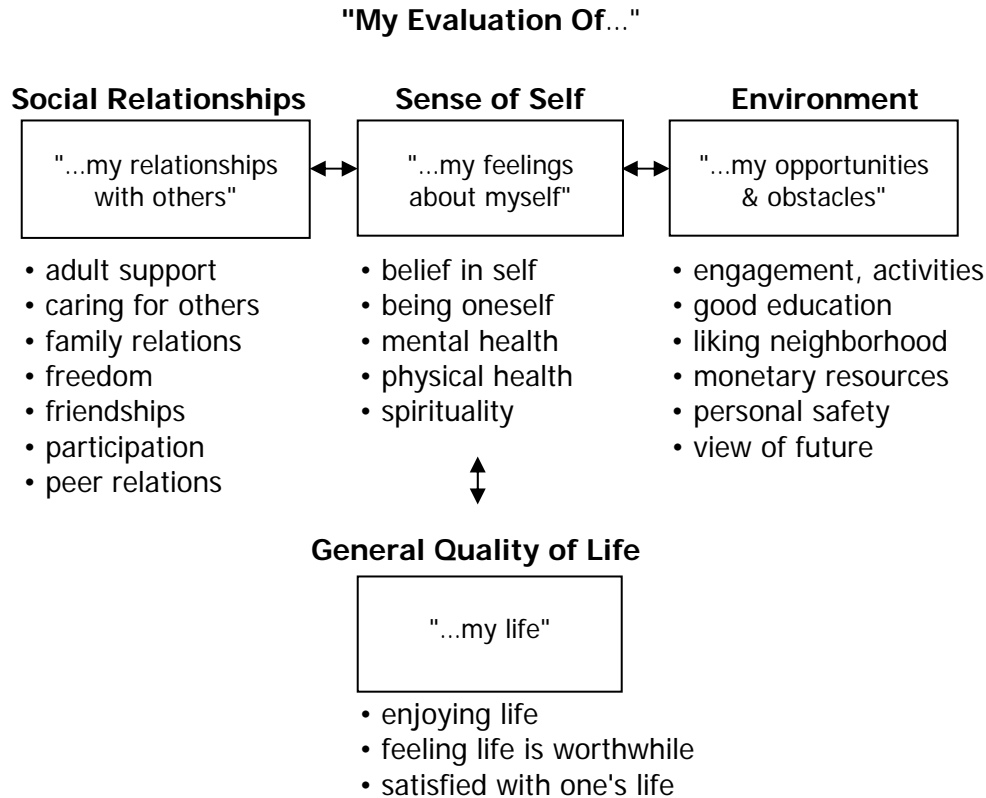 "My Evaluation Of..."
Social Relationships
"...my relationships
with others"
• adult support
• caring for others
• family relations
• freedom
• friendships
• participation
• peer relations
Sense of Self
"...my feelings
about myself"
• belief in self
• being oneself
• mental health
• physical health
• spirituality
Environment
"...my opportunities
& obstacles"
• engagement, activities
• good education
• liking neighborhood
• monetary resources
• personal safety
• view of future
General Quality of Life
"...my life"
• enjoying life
• feeling life is worthwhile
• satisfied with one's life